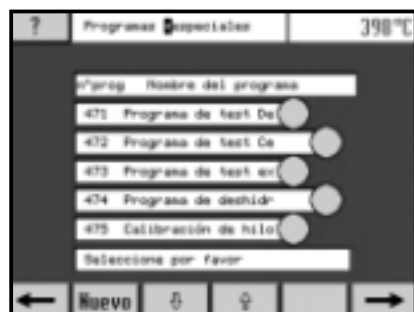 ?
Programas Especiales
398°C
n°prog Nombre del programa
471 Programa de test De
472 Programa de test Ce
473 Programa de test ex
474 Programa de deshidr
475 Calibración de hilo
Seleccione por favor
Nuevo